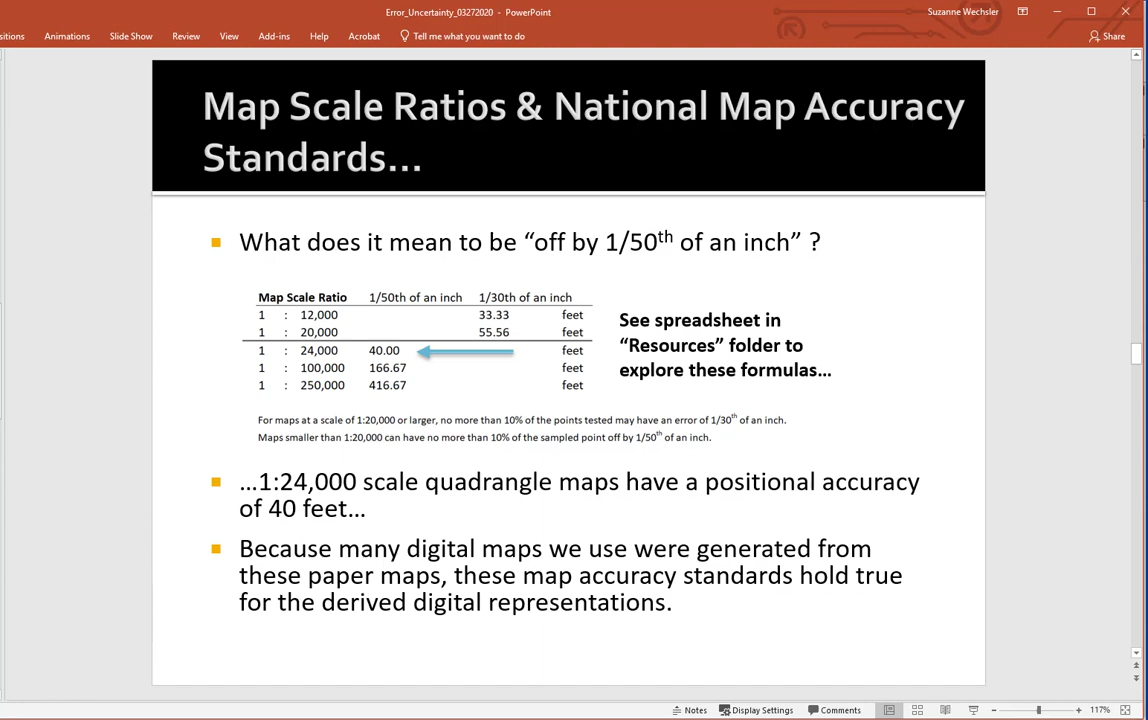 Error_Uncertainty_03272020 - PowerPoint
Suzanne Wechsler
sitions Animations Slide Show Review View Add-ins Help Acrobat Tell me what you want to do Share
Map Scale Ratios & National Map Accuracy
Standards...
What does it mean to be “off by 1/50th of an inch” ?
Map Scale Ratio 1/50th of an inch 1/30th of an inch
1 : 12,000 33.33 feet
1 : 20,000 55.56 feet
1 : 24,000 40.00 feet
1 : 100,000 166.67 feet
1 : 250,000 416.67 feet
See spreadsheet in
“Resources” folder to
explore these formulas...
For maps at a scale of 1:20,000 or larger, no more than 10% of the points tested may have an error of 1/30th of an inch.
Maps smaller than 1:20,000 can have no more than 10% of the sampled point off by 1/50th of an inch.
...1:24,000 scale quadrangle maps have a positional accuracy
of 40 feet...
Because many digital maps we use were generated from
these paper maps, these map accuracy standards hold true
for the derived digital representations.
Notes Display Settings Comments 117%